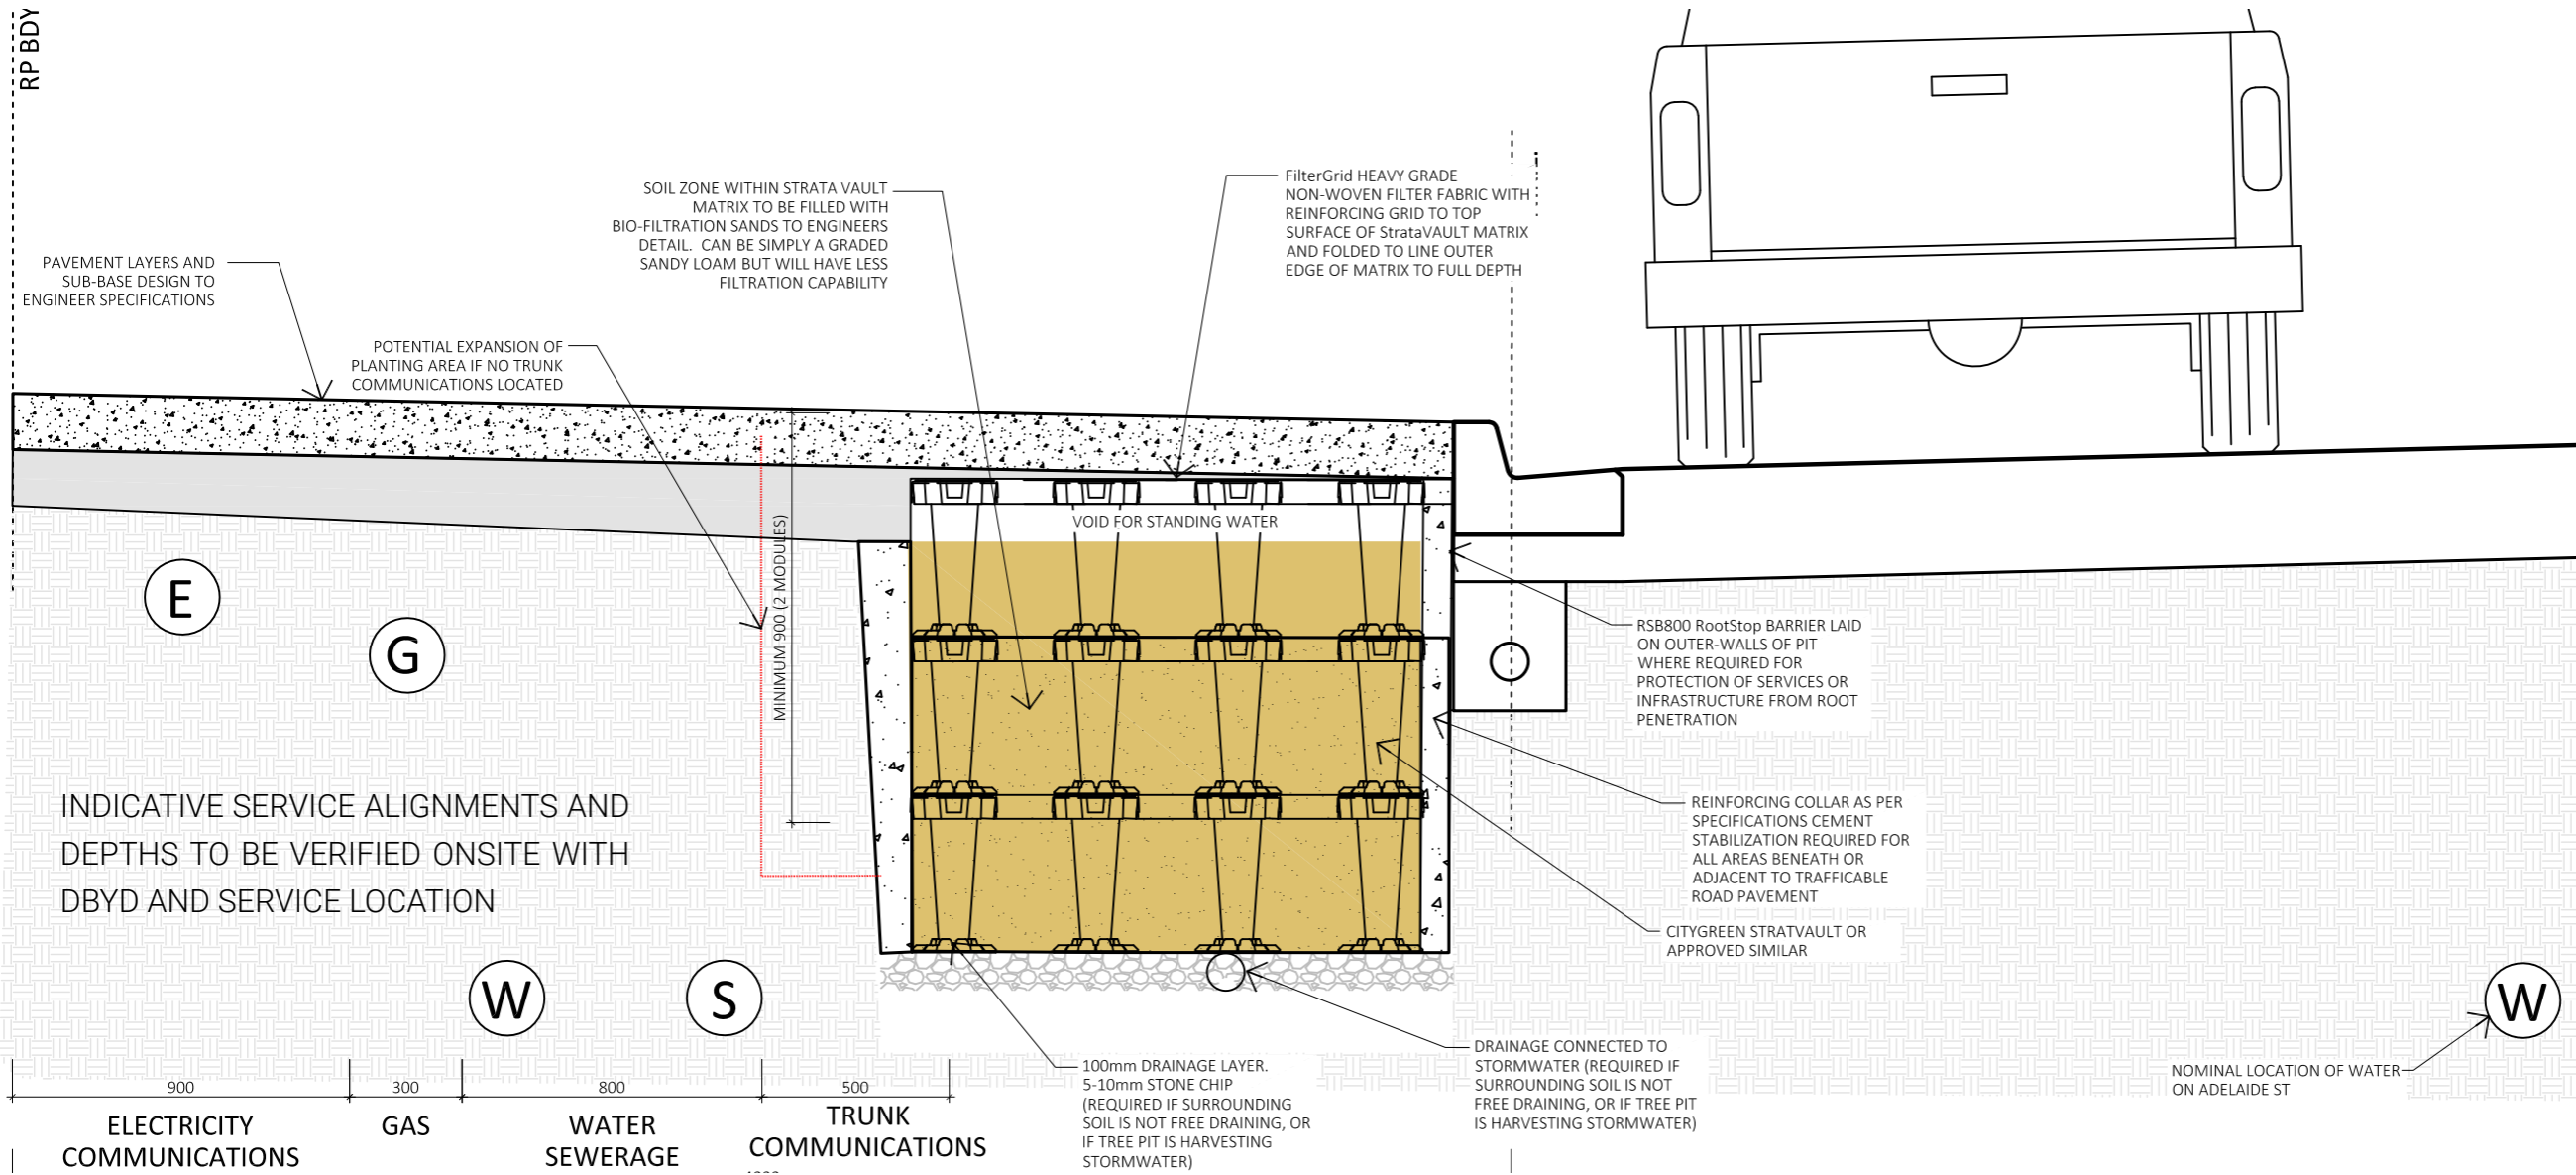 RP BDY
SOIL ZONE WITHIN STRATA VAULT
MATRIX TO BE FILLED WITH
BIO-FILTRATION SANDS TO ENGINEERS
DETAIL. CAN BE SIMPLY A GRADED
SANDY LOAM BUT WILL HAVE LESS
FILTRATION CAPABILITY
FilterGrid HEAVY GRADE
NON-WOVEN FILTER FABRIC WITH
REINFORCING GRID TO TOP
SURFACE OF StrataVAULT MATRIX
AND FOLDED TO LINE OUTER
EDGE OF MATRIX TO FULL DEPTH
PAVEMENT LAYERS AND
SUB-BASE DESIGN TO
ENGINEER SPECIFICATIONS
POTENTIAL EXPANSION OF
PLANTING AREA IF NO TRUNK
COMMUNICATIONS LOCATED
VOID FOR STANDING WATER
MINIMUM 900 (2 MODULES)
E
G
RSB800 RootStop BARRIER LAID
ON OUTER-WALLS OF PIT
WHERE REQUIRED FOR
PROTECTION OF SERVICES OR
INFRASTRUCTURE FROM ROOT
PENETRATION
INDICATIVE SERVICE ALIGNMENTS AND
DEPTHS TO BE VERIFIED ONSITE WITH
DBYD AND SERVICE LOCATION
REINFORCING COLLAR AS PER
SPECIFICATIONS CEMENT
STABILIZATION REQUIRED FOR
ALL AREAS BENEATH OR
ADJACENT TO TRAFFICABLE
ROAD PAVEMENT
CITYGREEN STRATVAULT OR
APPROVED SIMILAR
W
S
W
100mm DRAINAGE LAYER.
5-10mm STONE CHIP
(REQUIRED IF SURROUNDING
SOIL IS NOT FREE DRAINING, OR
IF TREE PIT IS HARVESTING
STORMWATER)
DRAINAGE CONNECTED TO
STORMWATER (REQUIRED IF
SURROUNDING SOIL IS NOT
FREE DRAINING, OR IF TREE PIT
IS HARVESTING STORMWATER)
NOMINAL LOCATION OF WATER
ON ADELAIDE ST
900
300
800
500
ELECTRICITY
COMMUNICATIONS
GAS
WATER
SEWERAGE
TRUNK
COMMUNICATIONS